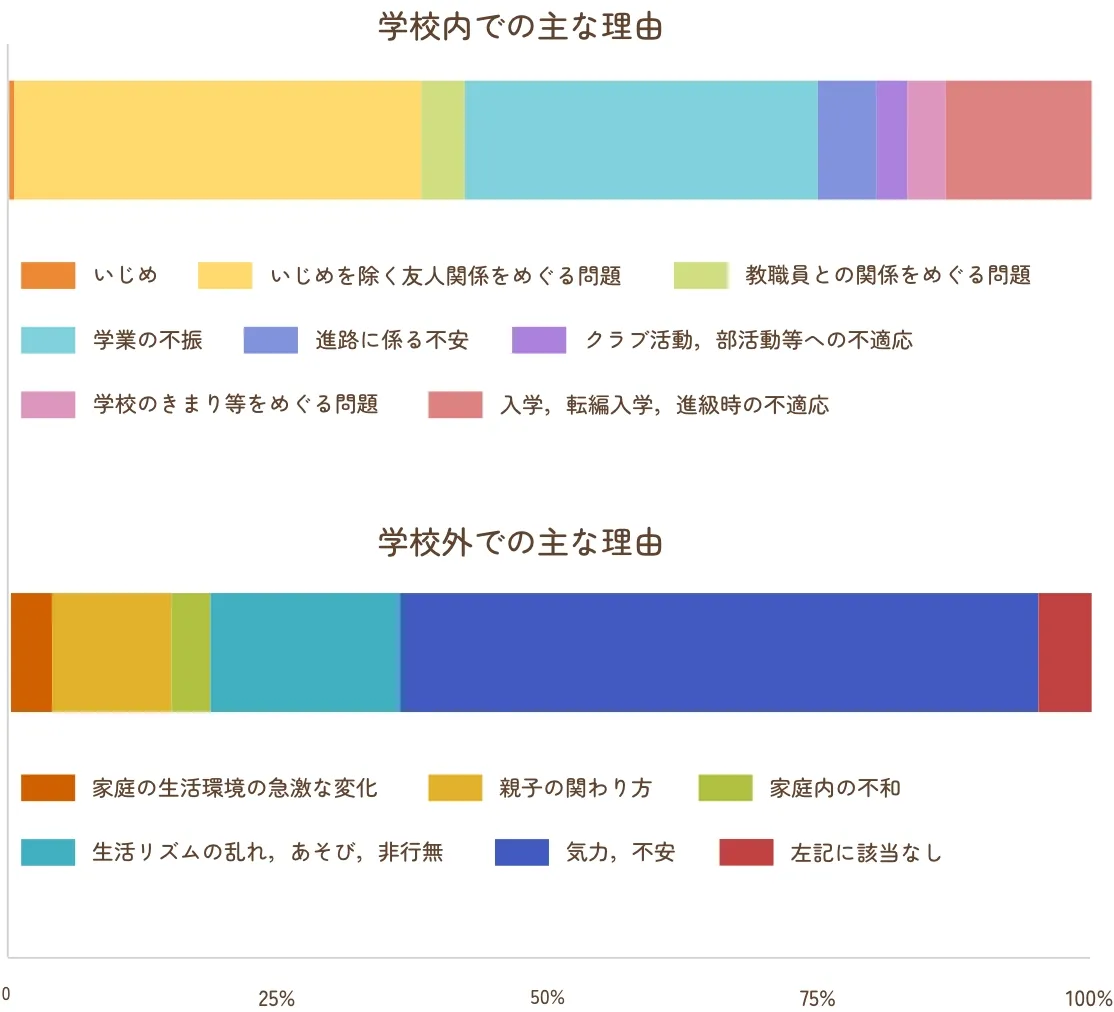 学校内での主な理由
いじめ いじめを除く友人関係をめぐる問題 教職員との関係をめぐる問題
学業の不振 進路に係る不安 クラブ活動，部活動等への不適応
学校のきまり等をめぐる問題 入学，転編入学，進級時の不適応
学校外での主な理由
家庭の生活環境の急激な変化 親子の関わり方 家庭内の不和
生活リズムの乱れ，あそび，非行無 気力，不安 左記に該当なし
0 25% 50% 75% 100%